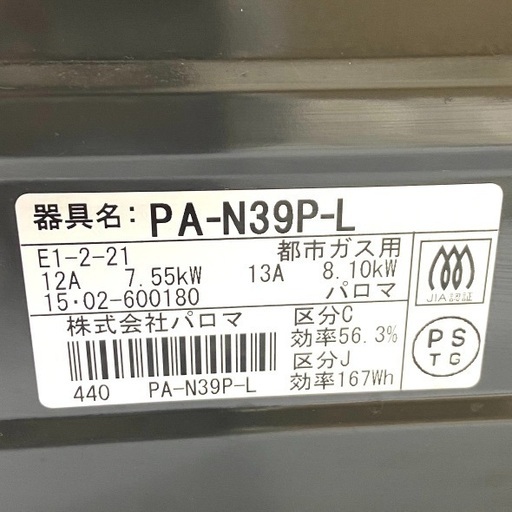 器具名: PA-N39P-L
E1-2-21 都市ガス用
12A 7.55kW 13A 8.10kW
15・02-600180 パロマ
JIA認証
株式会社パロマ 区分C
効率56.3%
区分J
効率167Wh
PS
TG
440 PA-N39P-L